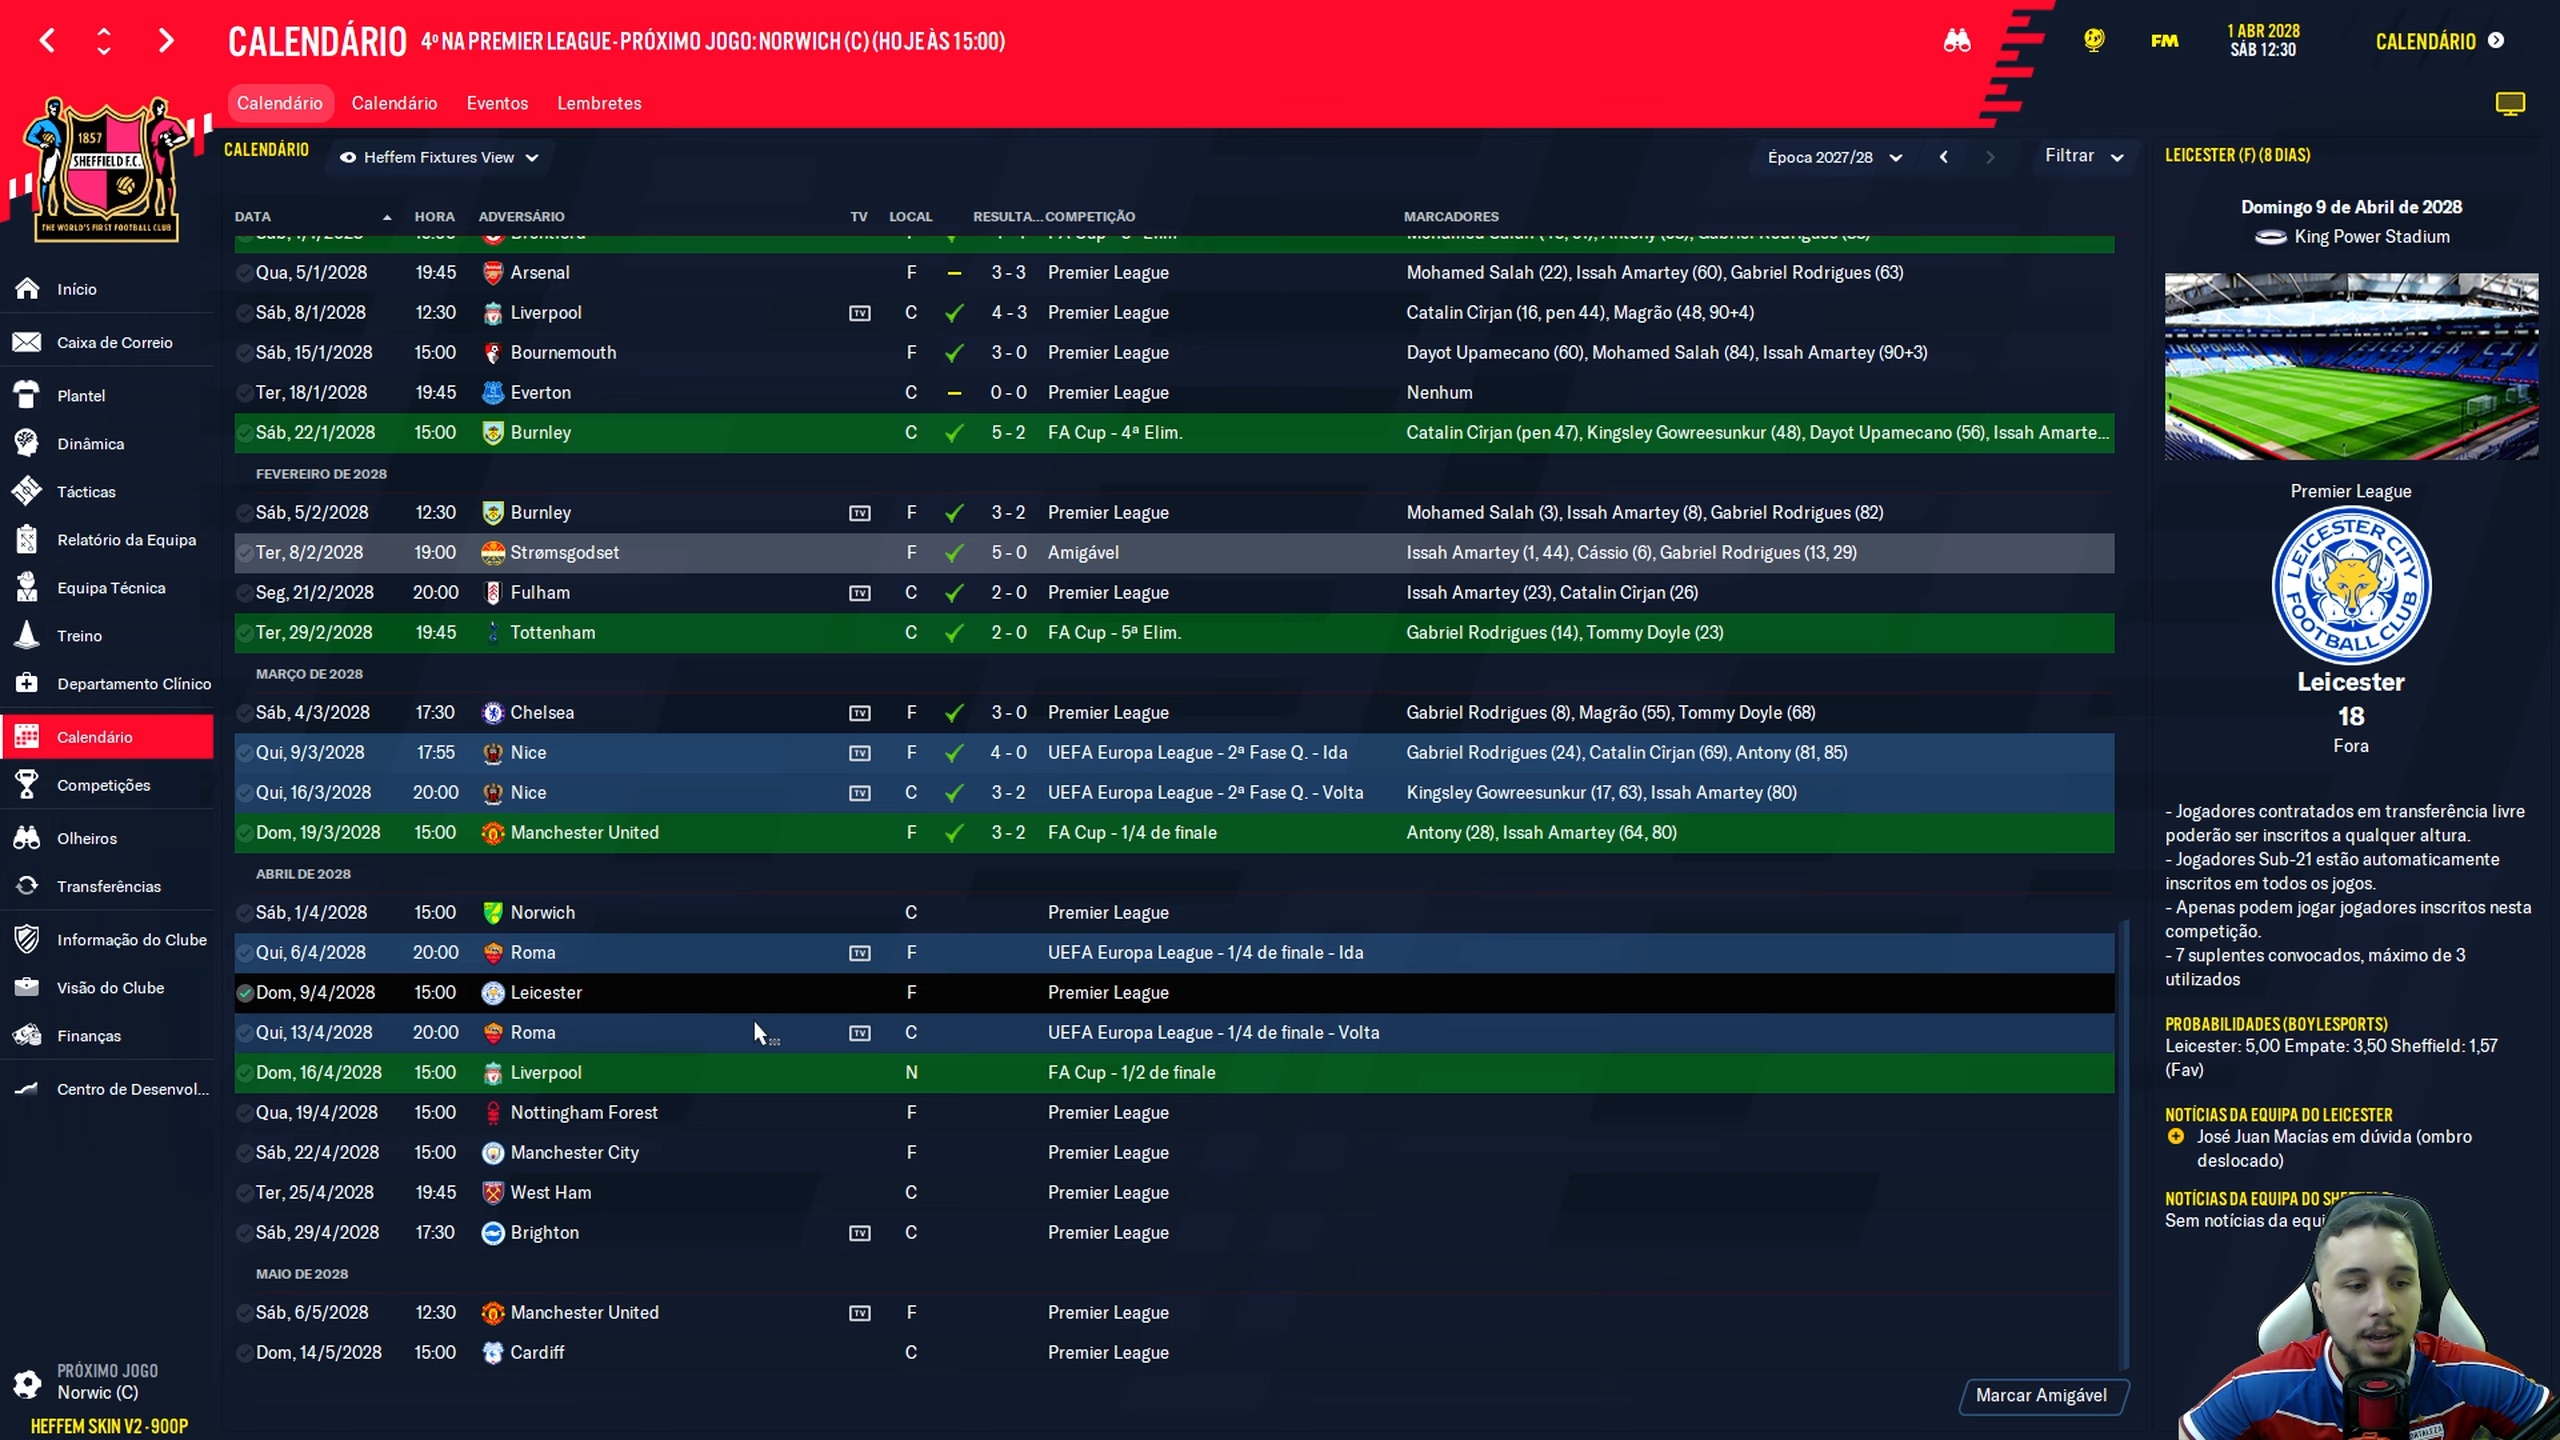 CALENDÁRIO 4º NA PREMIER LEAGUE - PRÓXIMO JOGO: NORWICH (C) (HOJE ÀS 15:00)
FM
1 ABR 2028
SÁB 12:30
CALENDÁRIO
Calendário Calendário Eventos Lembretes
1857
SHEFFIELD F.C.
THE WORLD'S FIRST FOOTBALL CLUB
Início
Caixa de Correio
Plantel
Dinâmica
Tácticas
Relatório da Equipa
Equipa Técnica
Treino
Departamento Clínico
Calendário
Competições
Olheiros
Transferências
Informação do Clube
Visão do Clube
Finanças
Centro de Desenvol...
PRÓXIMO JOGO
Norwic (C)
HEFFEM SKIN V2 - 900P
CALENDÁRIO Heffem Fixtures View Época 2027/28 Filtrar
DATA HORA ADVERSÁRIO TV LOCAL RESULTA... COMPETIÇÃO MARCADORES
Qua, 5/1/2028 19:45 Arsenal F 3 - 3 Premier League Mohamed Salah (22), Issah Amartey (60), Gabriel Rodrigues (63)
Sáb, 8/1/2028 12:30 Liverpool TV C 4 - 3 Premier League Catalin Cîrjan (16, pen 44), Magrão (48, 90+4)
Sáb, 15/1/2028 15:00 Bournemouth F 3 - 0 Premier League Dayot Upamecano (60), Mohamed Salah (84), Issah Amartey (90+3)
Ter, 18/1/2028 19:45 Everton C 0 - 0 Premier League Nenhum
Sáb, 22/1/2028 15:00 Burnley C 5 - 2 FA Cup - 4ª Elim. Catalin Cîrjan (pen 47), Kingsley Gowreesunkur (48), Dayot Upamecano (56), Issah Amarte...
FEVEREIRO DE 2028
Sáb, 5/2/2028 12:30 Burnley TV F 3 - 2 Premier League Mohamed Salah (3), Issah Amartey (8), Gabriel Rodrigues (82)
Ter, 8/2/2028 19:00 Strømsgodset F 5 - 0 Amigável Issah Amartey (1, 44), Cássio (6), Gabriel Rodrigues (13, 29)
Seg, 21/2/2028 20:00 Fulham TV C 2 - 0 Premier League Issah Amartey (23), Catalin Cîrjan (26)
Ter, 29/2/2028 19:45 Tottenham C 2 - 0 FA Cup - 5ª Elim. Gabriel Rodrigues (14), Tommy Doyle (23)
MARÇO DE 2028
Sáb, 4/3/2028 17:30 Chelsea TV F 3 - 0 Premier League Gabriel Rodrigues (8), Magrão (55), Tommy Doyle (68)
Qui, 9/3/2028 17:55 Nice TV F 4 - 0 UEFA Europa League - 2ª Fase Q. - Ida Gabriel Rodrigues (24), Catalin Cîrjan (69), Antony (81, 85)
Qui, 16/3/2028 20:00 Nice TV C 3 - 2 UEFA Europa League - 2ª Fase Q. - Volta Kingsley Gowreesunkur (17, 63), Issah Amartey (80)
Dom, 19/3/2028 15:00 Manchester United F 3 - 2 FA Cup - 1/4 de finale Antony (28), Issah Amartey (64, 80)
ABRIL DE 2028
Sáb, 1/4/2028 15:00 Norwich C Premier League
Qui, 6/4/2028 20:00 Roma TV F UEFA Europa League - 1/4 de finale - Ida
Dom, 9/4/2028 15:00 Leicester F Premier League
Qui, 13/4/2028 20:00 Roma TV C UEFA Europa League - 1/4 de finale - Volta
Dom, 16/4/2028 15:00 Liverpool N FA Cup - 1/2 de finale
Qua, 19/4/2028 15:00 Nottingham Forest F Premier League
Sáb, 22/4/2028 15:00 Manchester City F Premier League
Ter, 25/4/2028 19:45 West Ham C Premier League
Sáb, 29/4/2028 17:30 Brighton TV C Premier League
MAIO DE 2028
Sáb, 6/5/2028 12:30 Manchester United TV F Premier League
Dom, 14/5/2028 15:00 Cardiff C Premier League
Marcar Amigável
LEICESTER (F) (8 DIAS)
Domingo 9 de Abril de 2028
King Power Stadium
Premier League
LEICESTER CITY
FOOTBALL CLUB
Leicester
18
Fora
- Jogadores contratados em transferência livre
poderão ser inscritos a qualquer altura.
- Jogadores Sub-21 estão automaticamente
inscritos em todos os jogos.
- Apenas podem jogar jogadores inscritos nesta
competição.
- 7 suplentes convocados, máximo de 3
utilizados
PROBABILIDADES (BOYLESPORTS)
Leicester: 5,00 Empate: 3,50 Sheffield: 1,57
(Fav)
NOTÍCIAS DA EQUIPA DO LEICESTER
José Juan Macías em dúvida (ombro
deslocado)
NOTÍCIAS DA EQUIPA DO
Sem notícias da